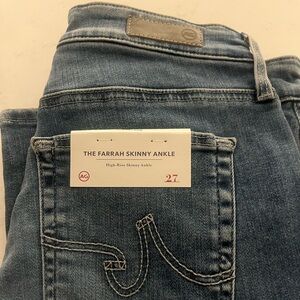 THE FARRAH SKINNY ANKLE
High-Rise Skinny Ankle
AG
27